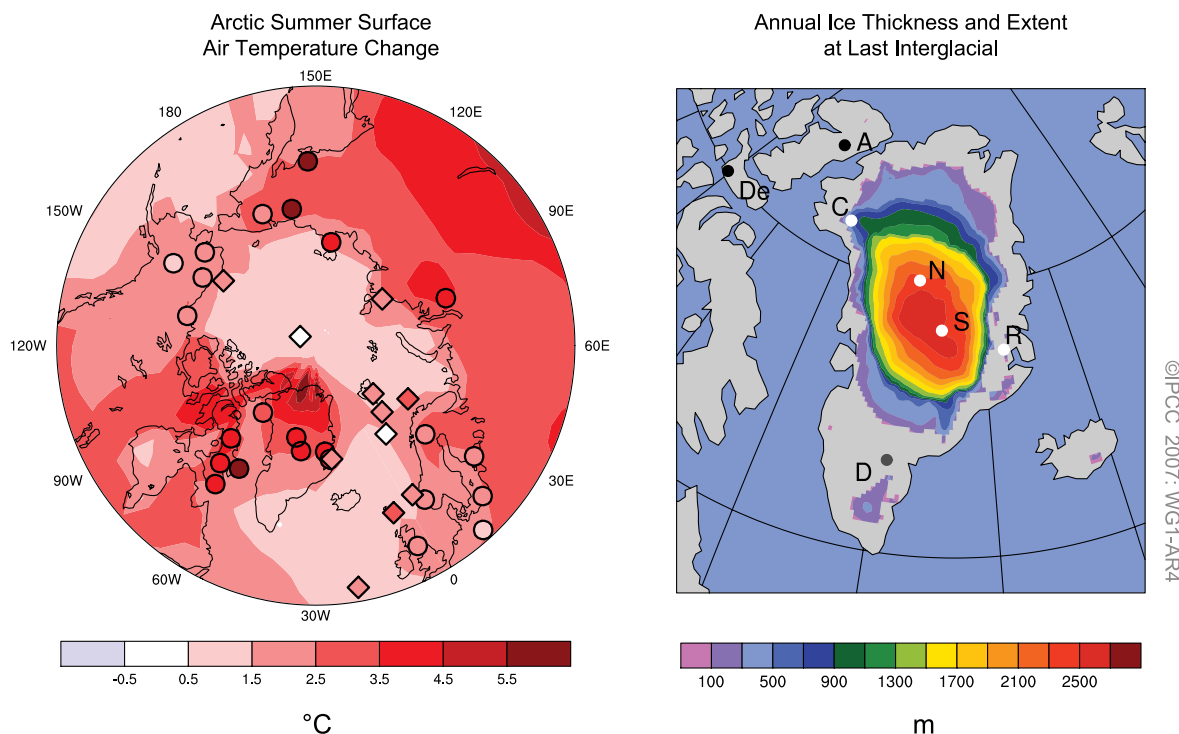 Arctic Summer Surface
Air Temperature Change
150E
180
120E
150W
90E
120W
60E
90W
30E
60W
0
30W
-0.5 0.5 1.5 2.5 3.5 4.5 5.5
°C
Annual Ice Thickness and Extent
at Last Interglacial
A
De
C
N
S
R
D
100 500 900 1300 1700 2100 2500
m
©IPCC 2007: WG1-AR4